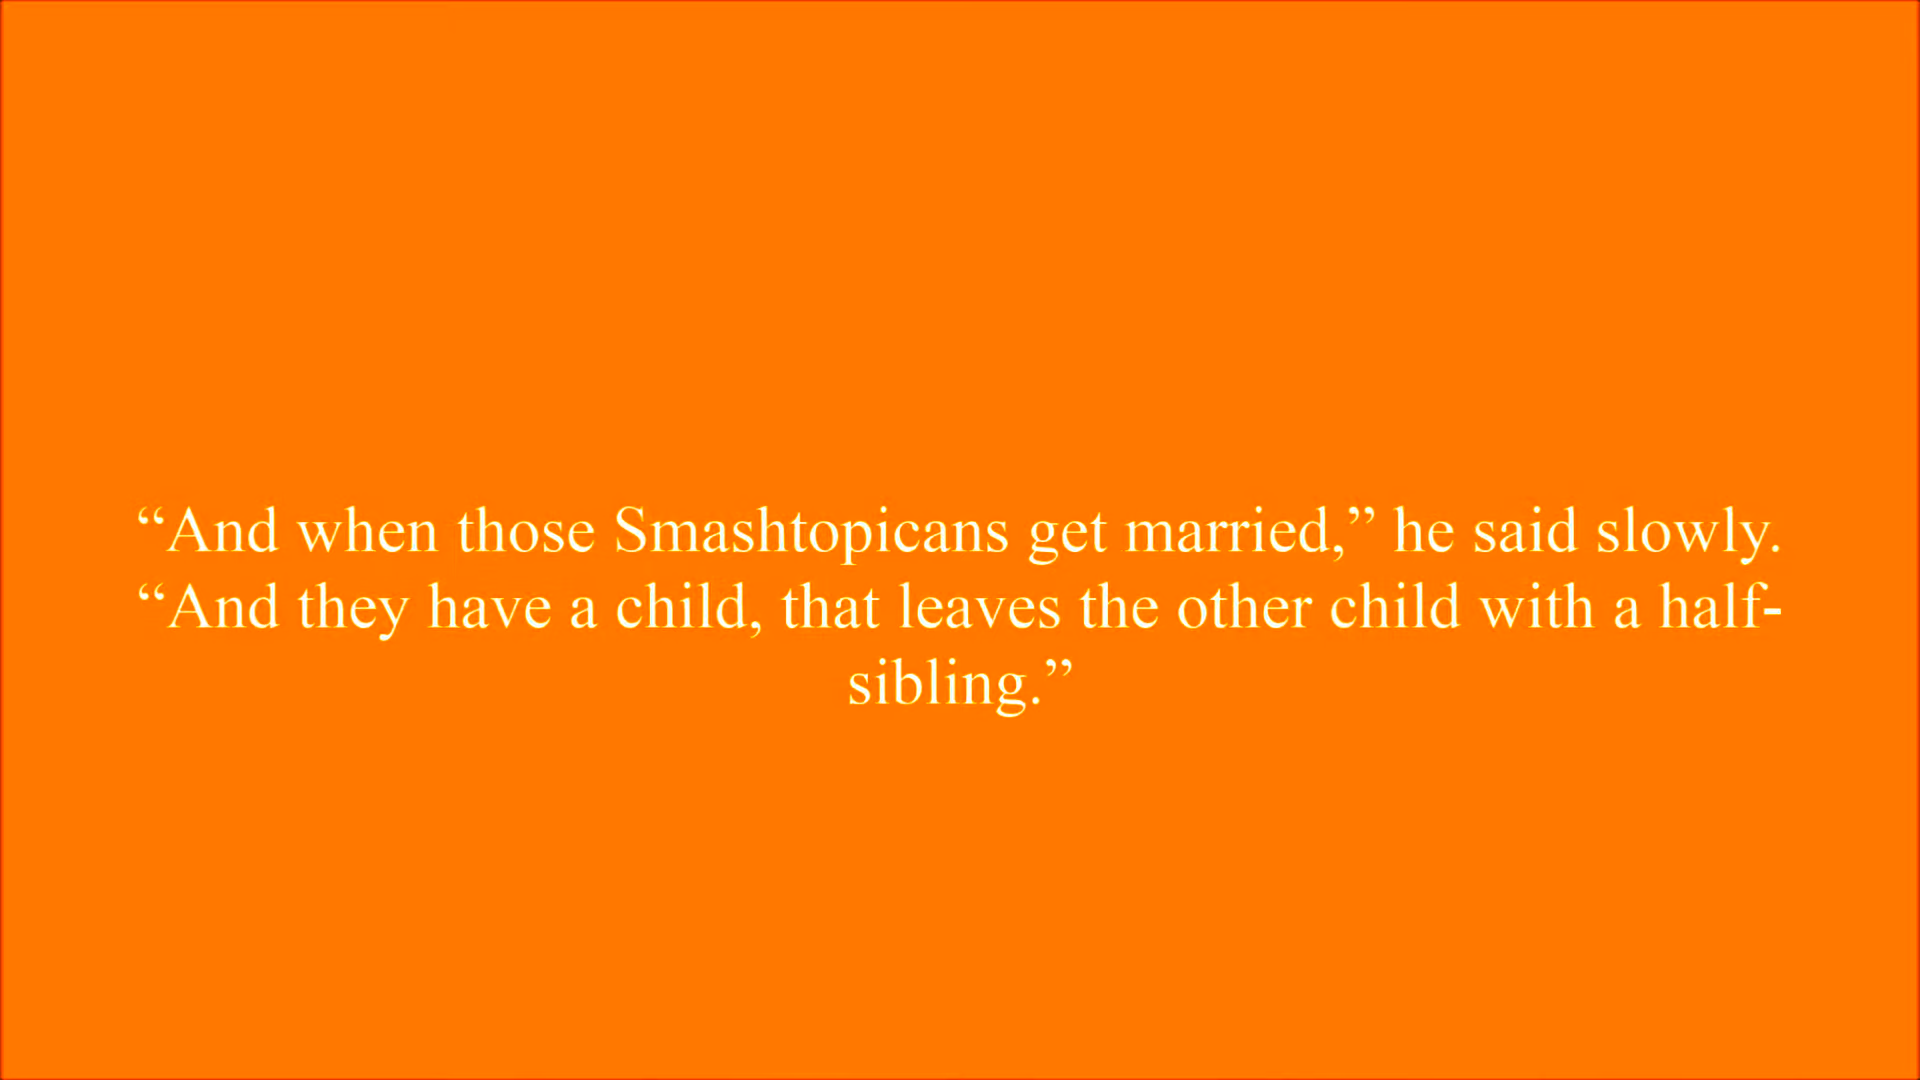 “And when those Smashtopicans get married,” he said slowly.
“And they have a child, that leaves the other child with a half-
sibling.”